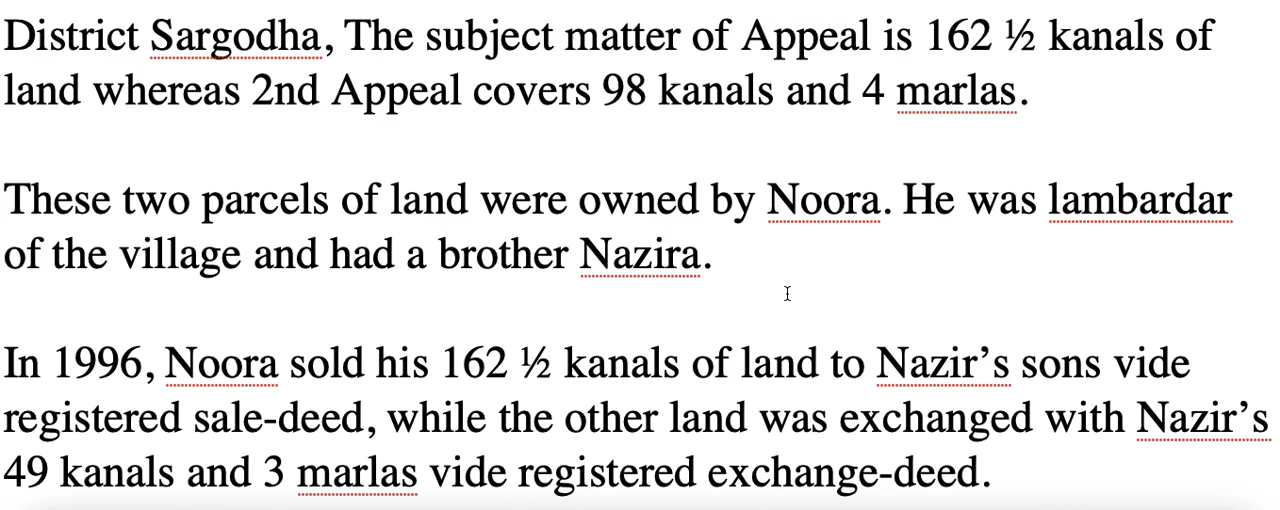 District Sargodha, The subject matter of Appeal is 162 ½ kanals of
land whereas 2nd Appeal covers 98 kanals and 4 marlas.
These two parcels of land were owned by Noora. He was lambardar
of the village and had a brother Nazira.
In 1996, Noora sold his 162 ½ kanals of land to Nazir’s sons vide
registered sale-deed, while the other land was exchanged with Nazir’s
49 kanals and 3 marlas vide registered exchange-deed.